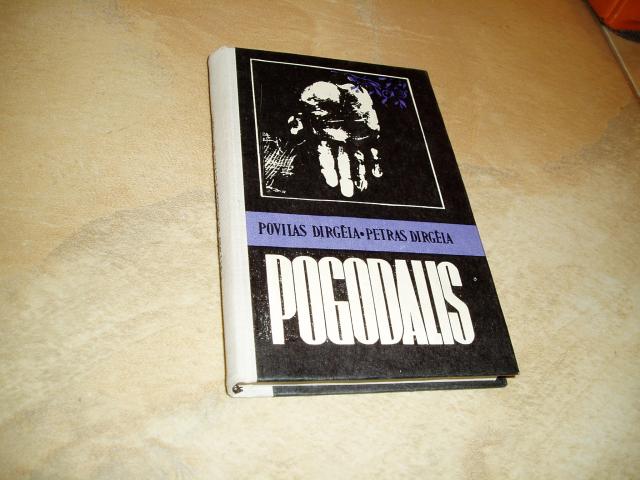 POVILAS DIRGĖLA • PETRAS DIRGĖLA
POGODALIS